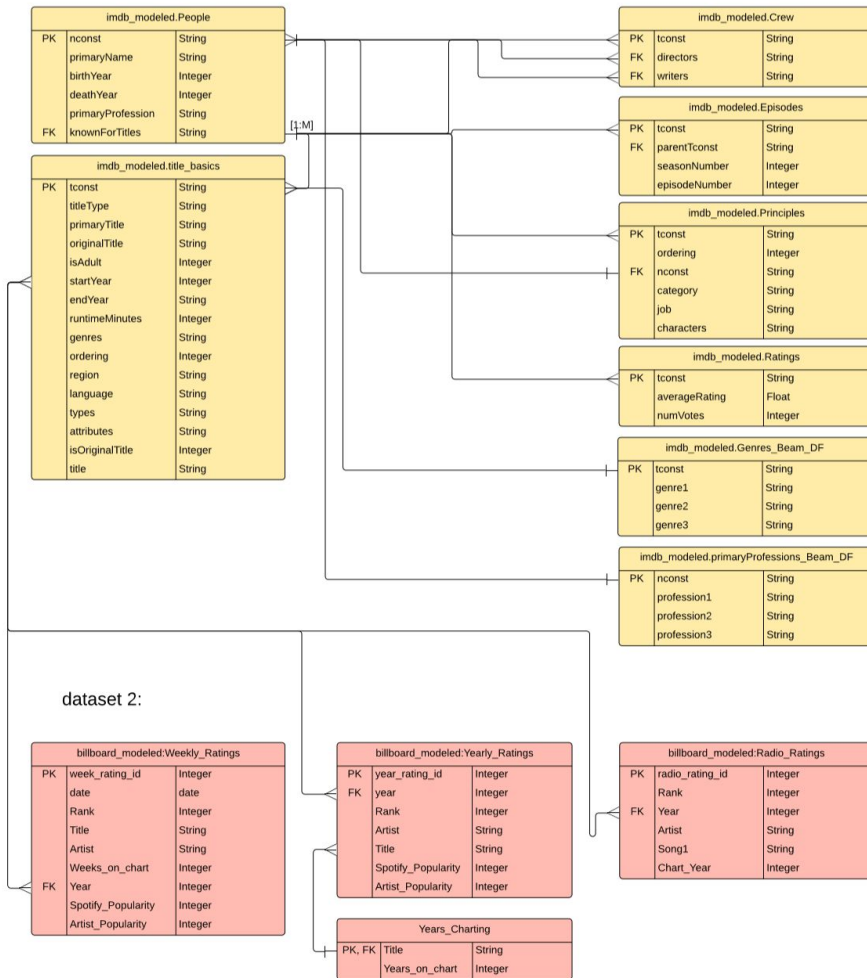 imdb_modeled.People
PK nconst String
primaryName String
birthYear Integer
deathYear Integer
primaryProfession String
FK knownForTitles String
[1:M]
imdb_modeled.title_basics
PK tconst String
titleType String
primaryTitle String
originalTitle String
isAdult Integer
startYear Integer
endYear String
runtimeMinutes Integer
genres String
ordering Integer
region String
language String
types String
attributes String
isOriginalTitle Integer
title String
imdb_modeled.Crew
PK tconst String
FK directors String
FK writers String
imdb_modeled.Episodes
PK tconst String
FK parentTconst String
seasonNumber Integer
episodeNumber Integer
imdb_modeled.Principles
PK tconst String
ordering Integer
FK nconst String
category String
job String
characters String
imdb_modeled.Ratings
PK tconst String
averageRating Float
numVotes Integer
imdb_modeled.Genres_Beam_DF
PK tconst String
genre1 String
genre2 String
genre3 String
imdb_modeled.primaryProfessions_Beam_DF
PK nconst String
profession1 String
profession2 String
profession3 String
dataset 2:
billboard_modeled:Weekly_Ratings
PK week_rating_id Integer
date date
Rank Integer
Title String
Artist String
Weeks_on_chart Integer
FK Year Integer
Spotify_Popularity Integer
Artist_Popularity Integer
billboard_modeled:Yearly_Ratings
PK year_rating_id Integer
FK year Integer
Rank Integer
Artist String
Title String
Spotify_Popularity Integer
Artist_Popularity Integer
Years_Charting
PK, FK Title String
Years_on_chart Integer
billboard_modeled:Radio_Ratings
PK radio_rating_id Integer
Rank Integer
FK Year Integer
Artist String
Song1 String
Chart_Year Integer